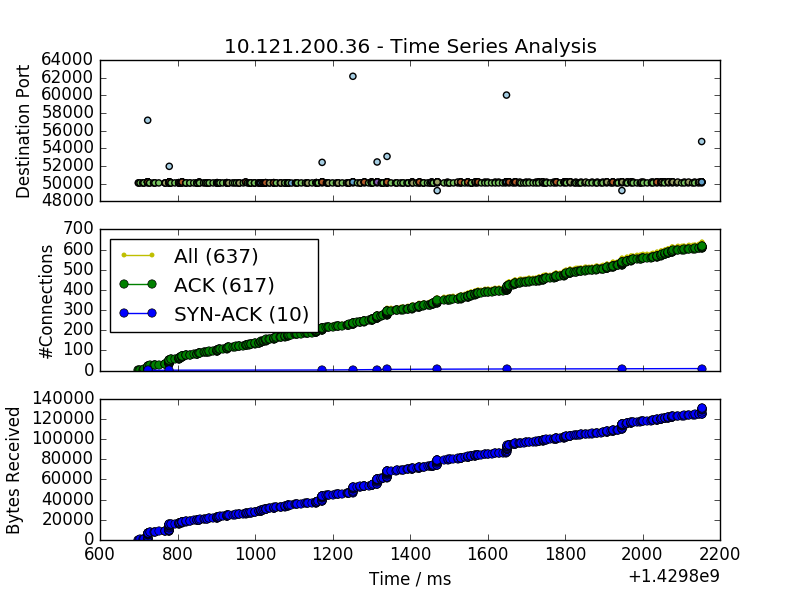 10.121.200.36 - Time Series Analysis
Destination Port
64000
62000
60000
58000
56000
54000
52000
50000
48000
#Connections
700
600
500
400
300
200
100
0
All (637)
ACK (617)
SYN-ACK (10)
Bytes Received
140000
120000
100000
80000
60000
40000
20000
0
600 800 1000 1200 1400 1600 1800 2000 2200
Time / ms
+1.4298e9